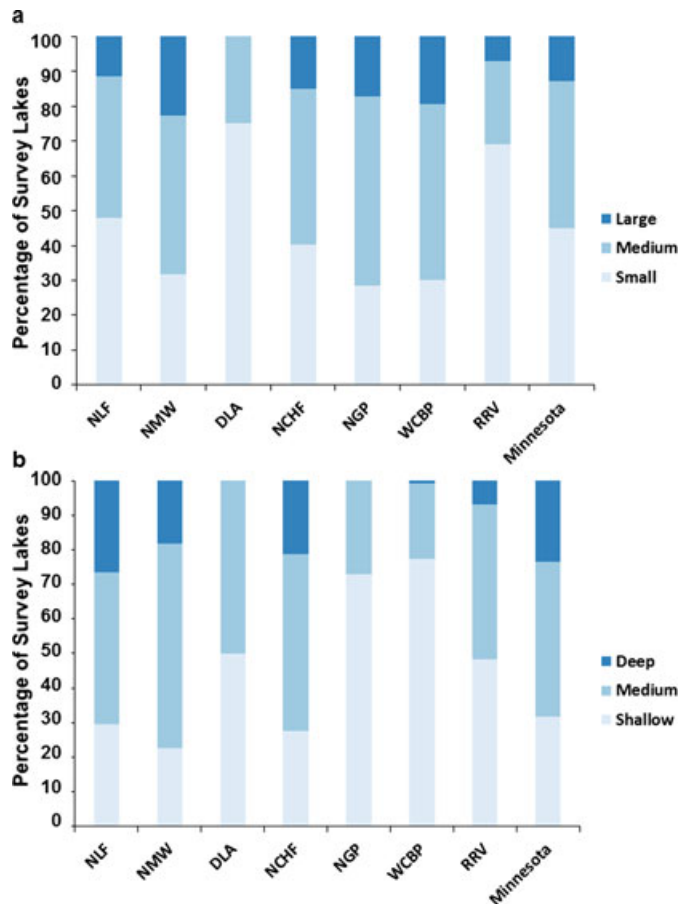 a
Percentage of Survey Lakes
100
90
80
70
60
50
40
30
20
10
0
NLF
NMW
DLA
NCHF
NGP
WCBP
RRV
Minnesota
Large
Medium
Small
b
Percentage of Survey Lakes
100
90
80
70
60
50
40
30
20
10
0
NLF
NMW
DLA
NCHF
NGP
WCBP
RRV
Minnesota
Deep
Medium
Shallow